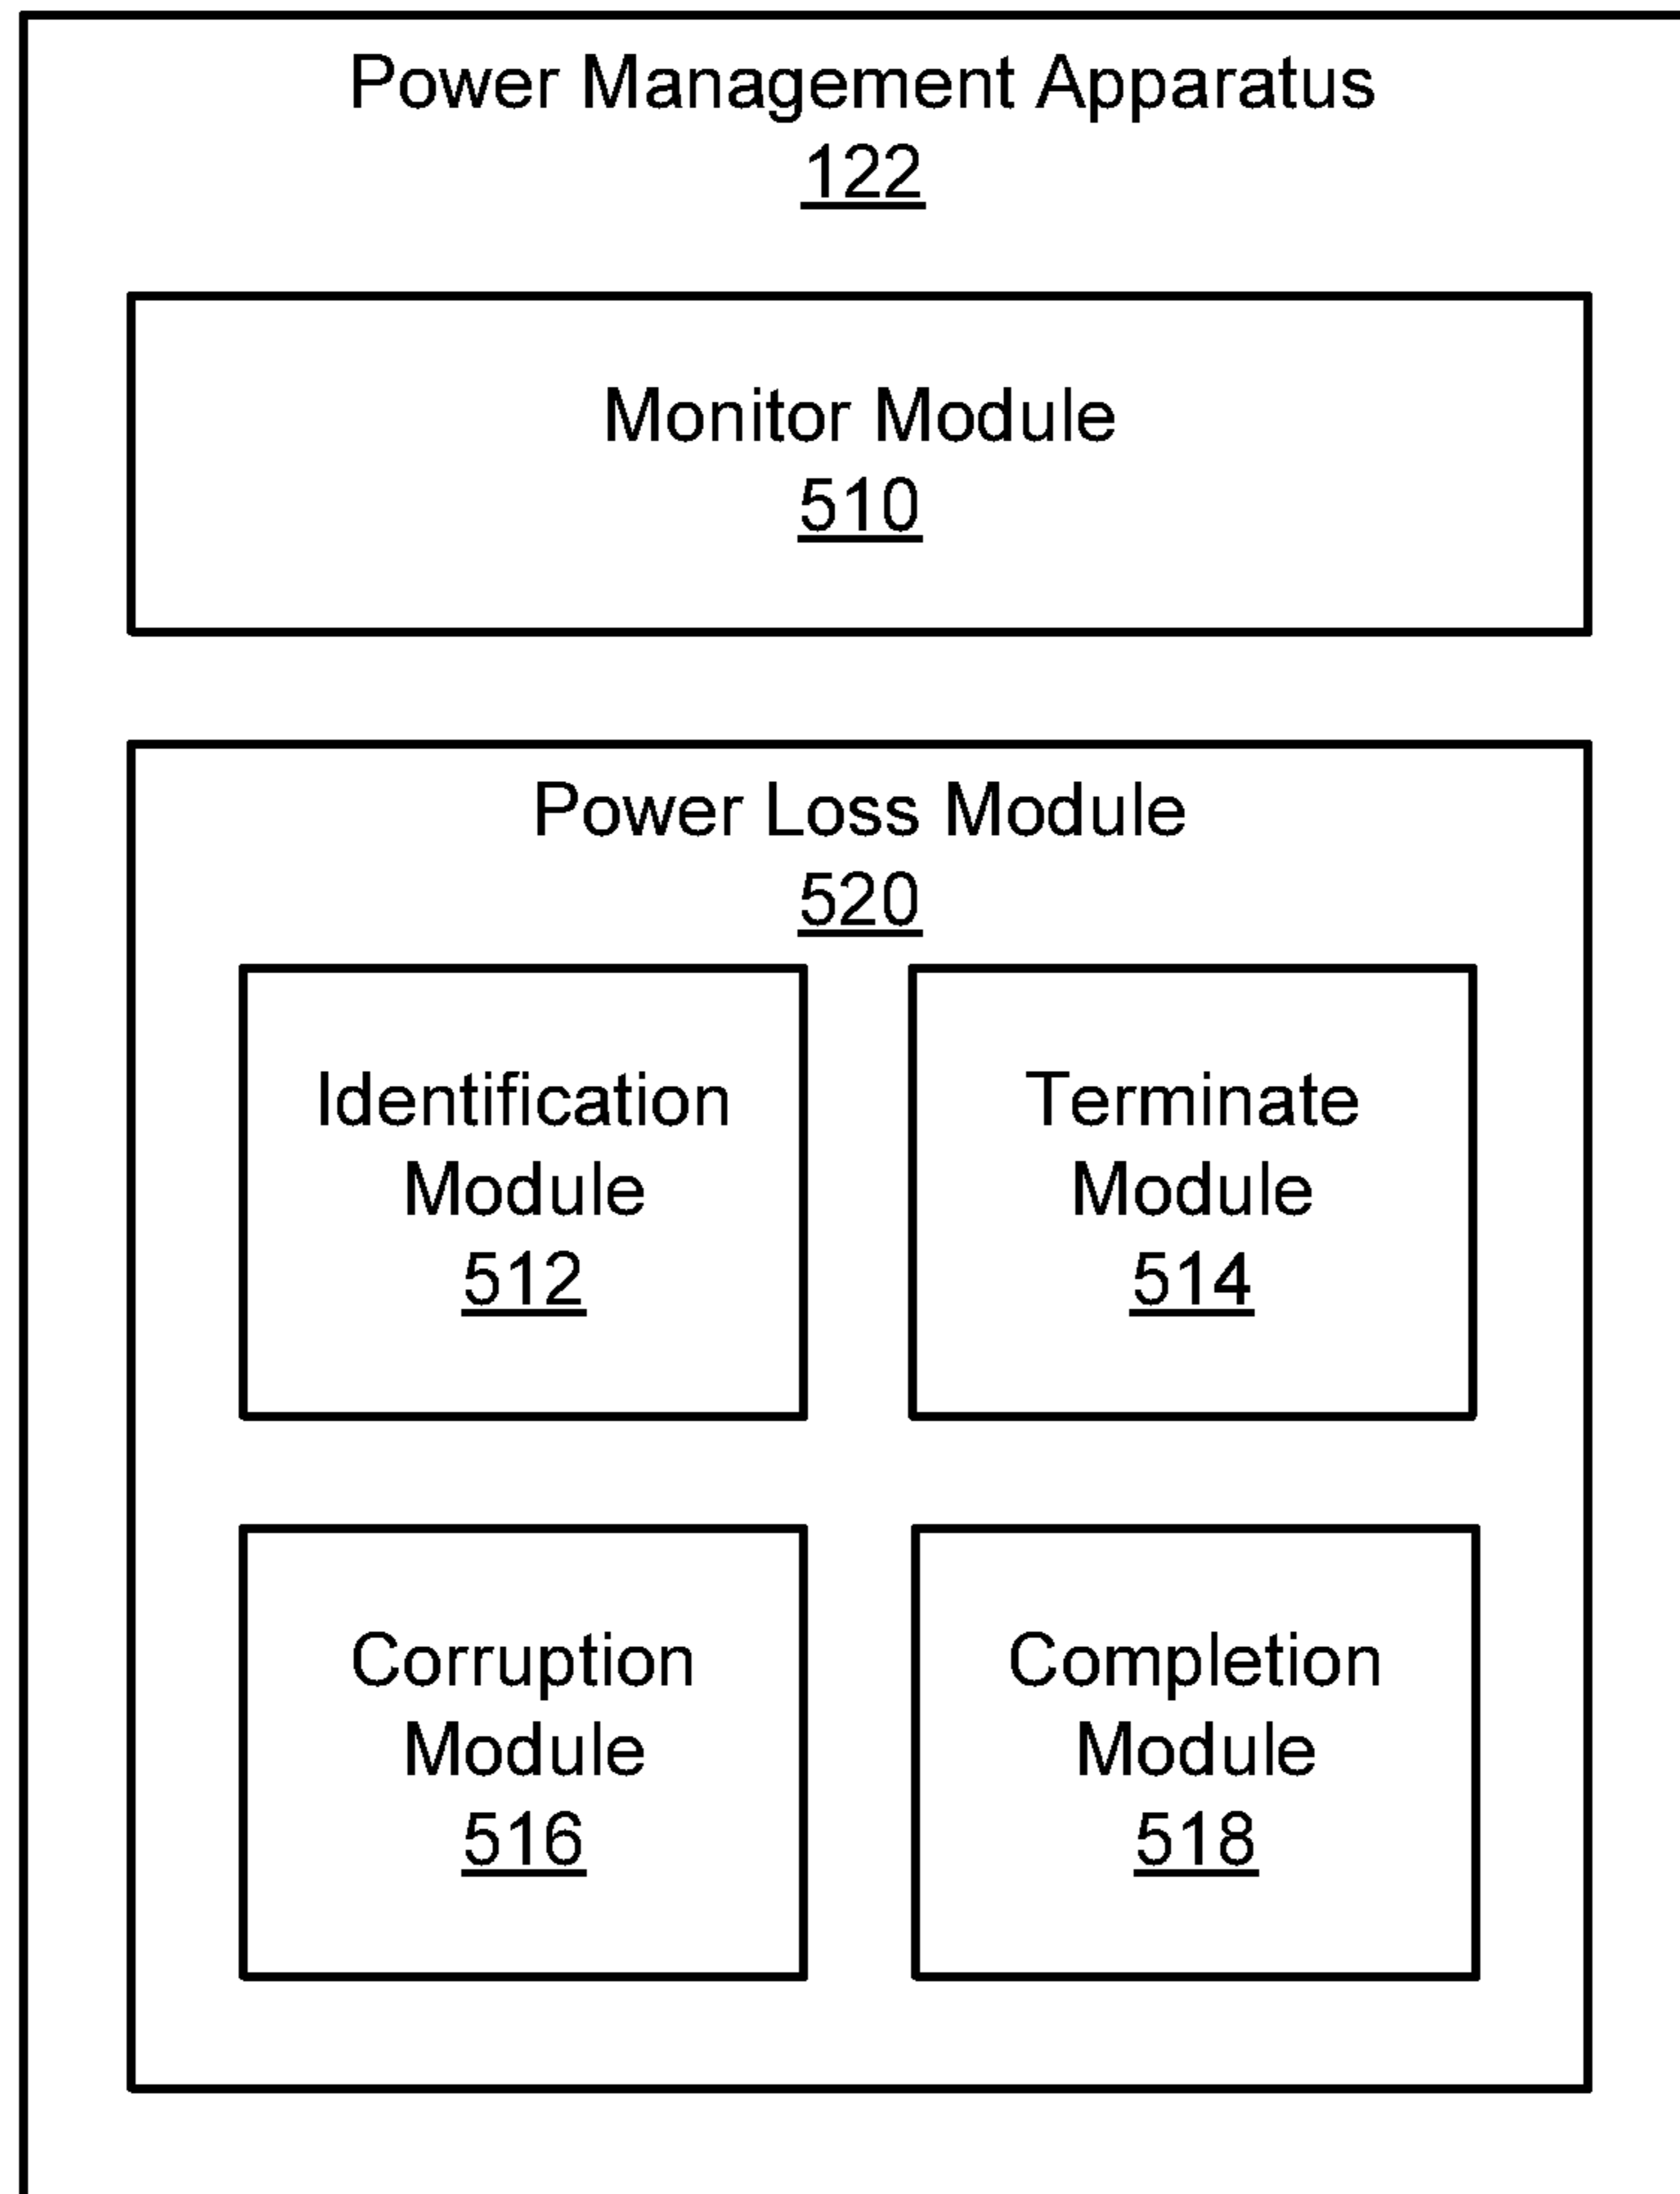 Power Management Apparatus
122
Monitor Module
510
Power Loss Module
520
Identification
Module
512
Terminate
Module
514
Corruption
Module
516
Completion
Module
518